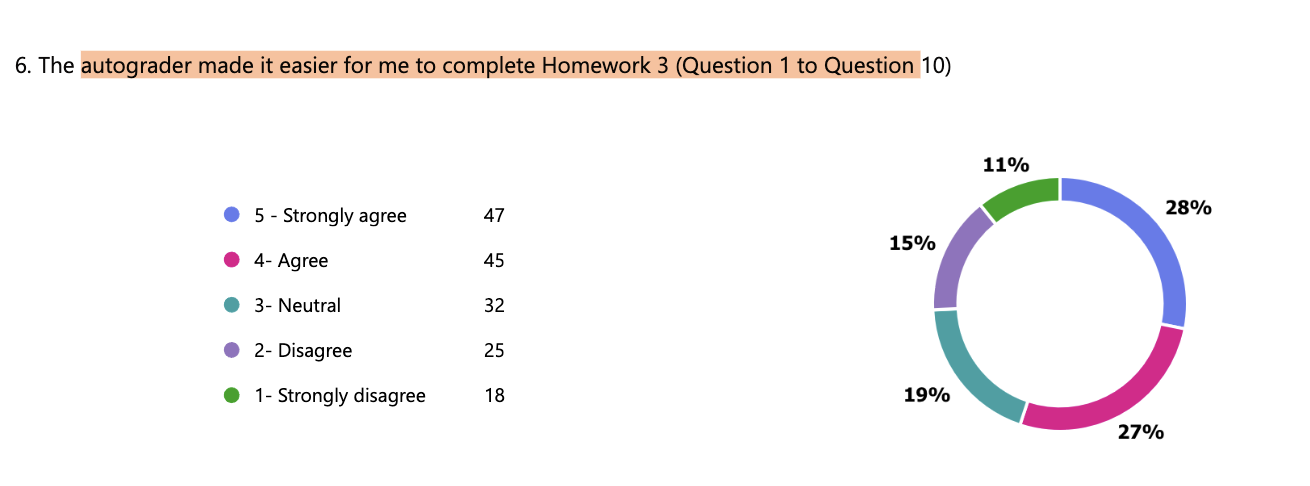 6. The autograder made it easier for me to complete Homework 3 (Question 1 to Question 10)
5 - Strongly agree 47
4- Agree 45
3- Neutral 32
2- Disagree 25
1- Strongly disagree 18
11%
28%
15%
19%
27%